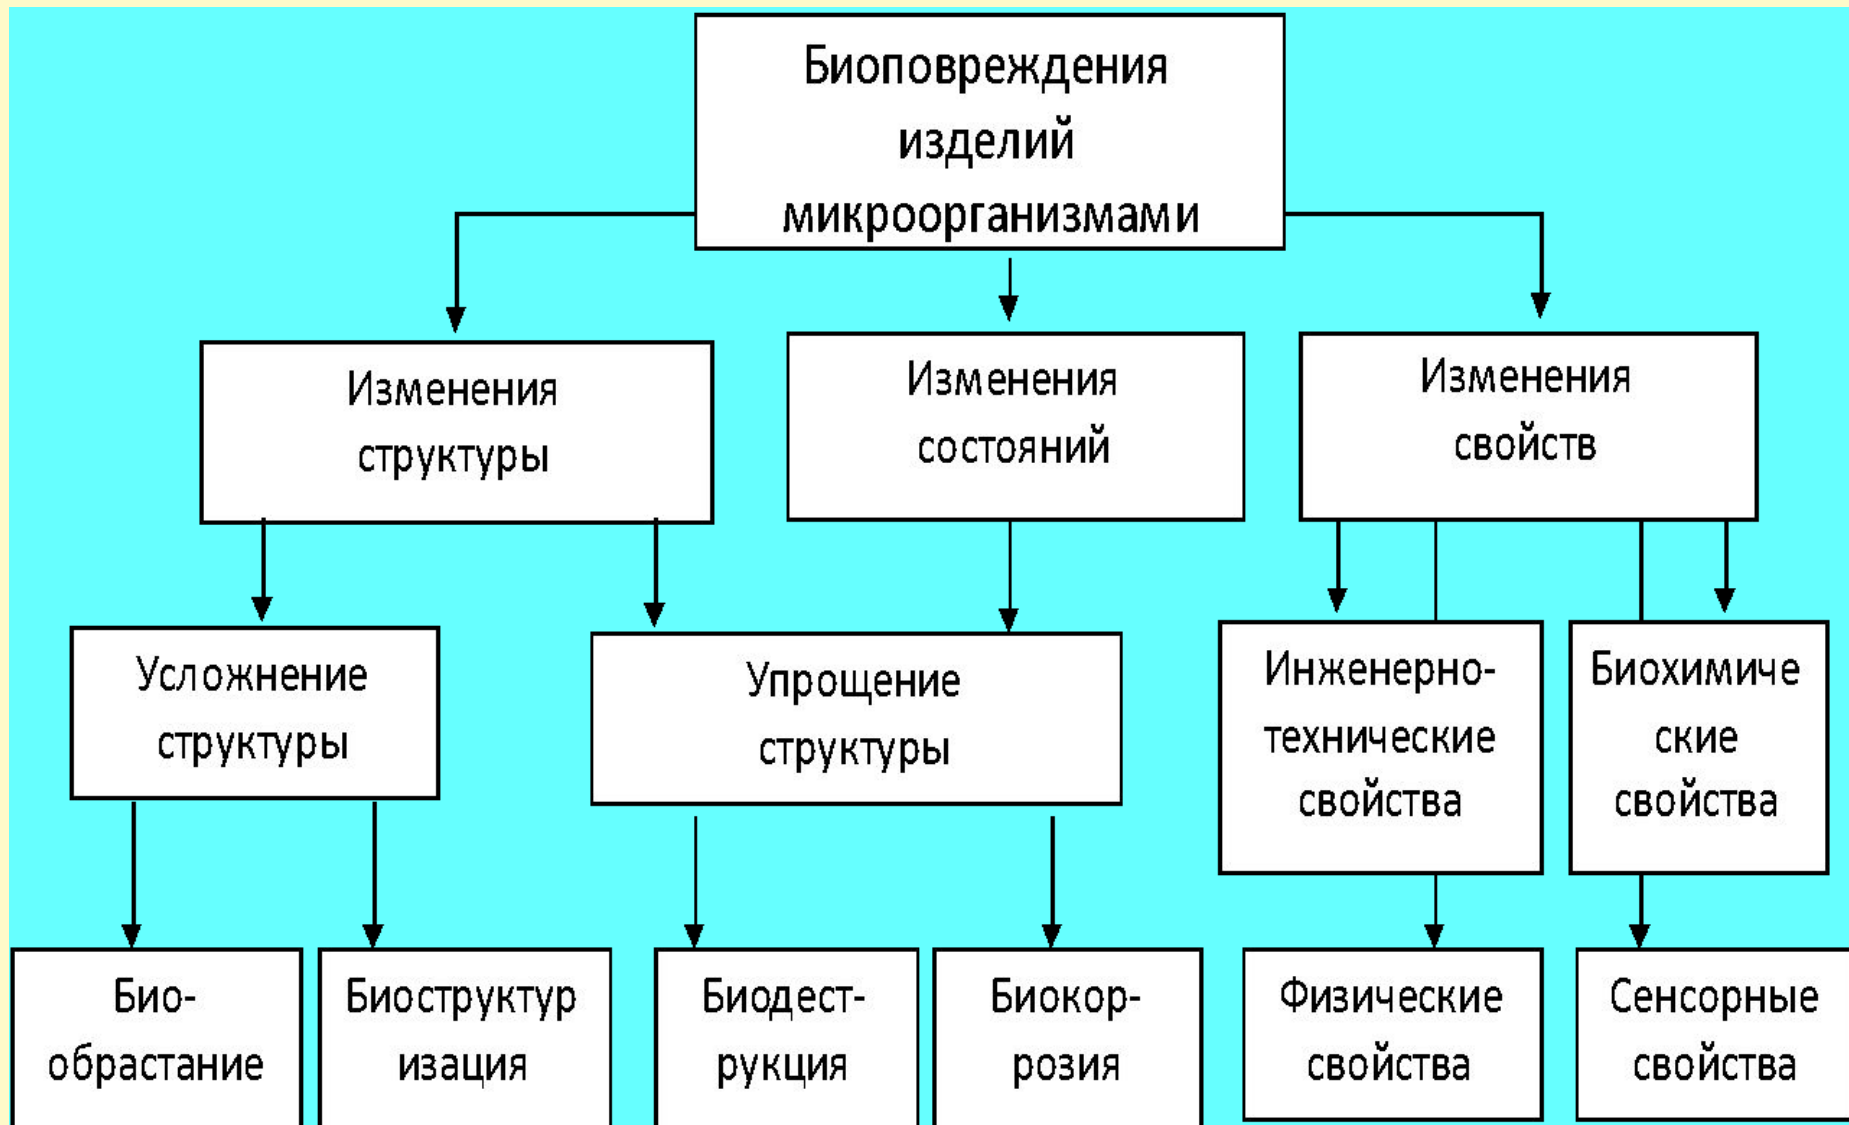 Биоповреждения
изделий
микроорганизмами
Изменения
структуры
Изменения
состояний
Изменения
свойств
Усложнение
структуры
Упрощение
структуры
Инженерно-
технические
свойства
Биохимиче
ские
свойства
Био-
обрастание
Биоструктур
изация
Биодест-
рукция
Биокор-
розия
Физические
свойства
Сенсорные
свойства